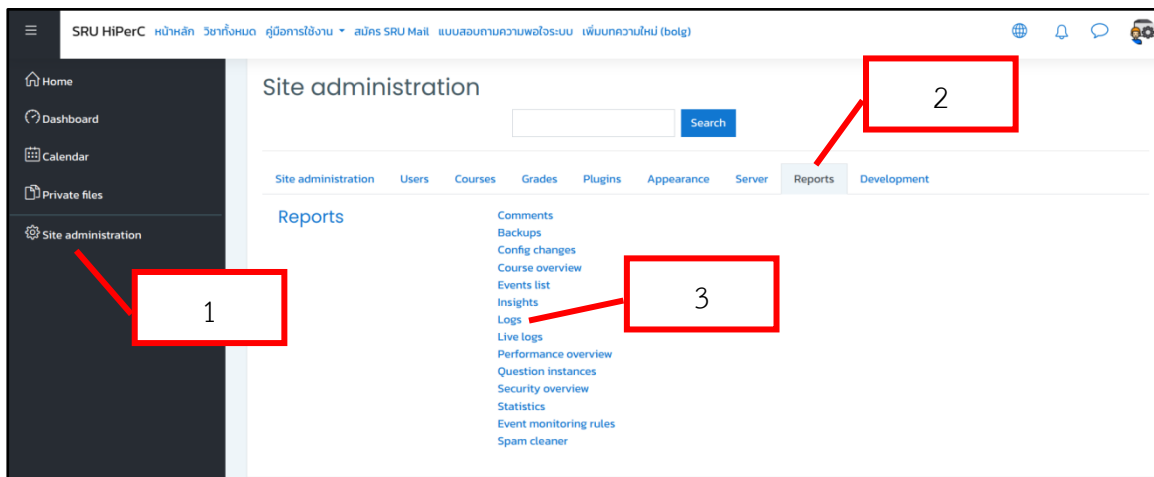 SRU HiPerC หน้าหลัก วิชาทั้งหมด คู่มือการใช้งาน สมัคร SRU Mail แบบสอบถามความพอใจระบบ เพิ่มบทความใหม่ (bolg)
Home
Dashboard
Calendar
Private files
Site administration
1
Site administration
Search
2
Site administration Users Courses Grades Plugins Appearance Server Reports Development
Reports
Comments
Backups
Config changes
Course overview
Events list
Insights
Logs
3
Live logs
Performance overview
Question instances
Security overview
Statistics
Event monitoring rules
Spam cleaner